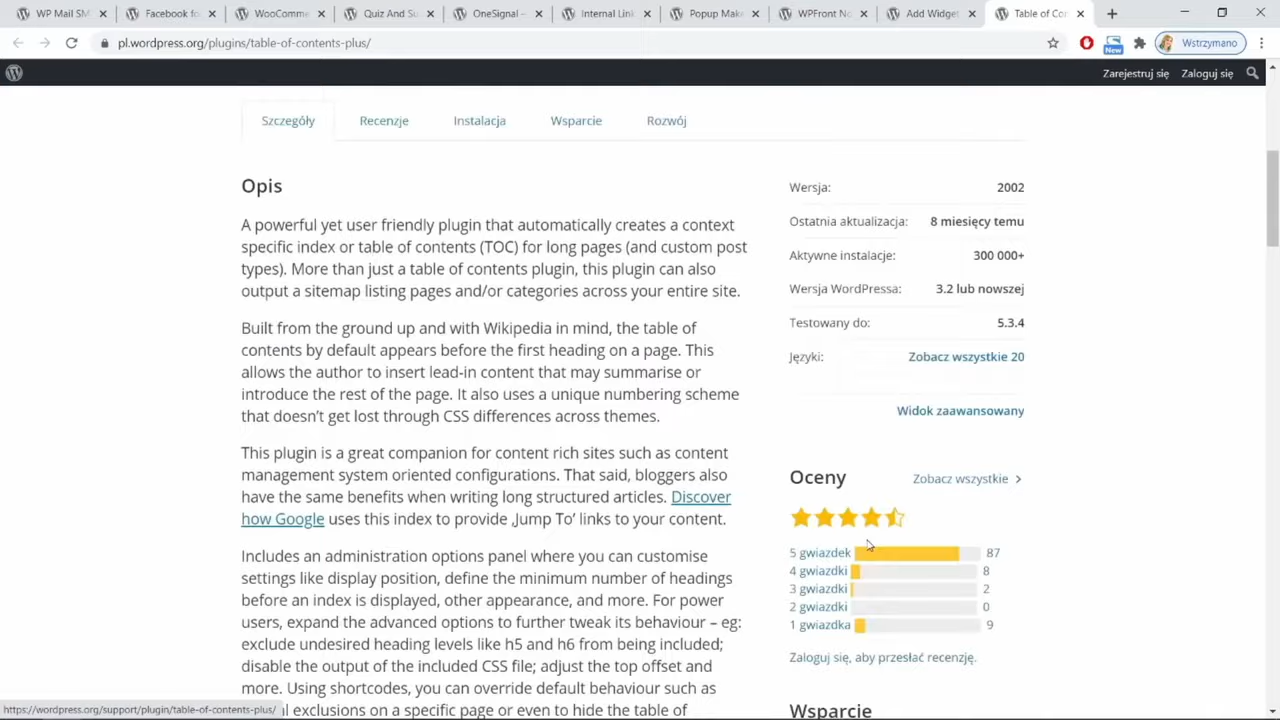 WP Mail SM
Facebook fo
WooComme
Quiz And Su
OneSignal –
Internal Link
Popup Make
WPFront No
Add Widget
Table of Con
pl.wordpress.org/plugins/table-of-contents-plus/
New
Wstrzymano
Zarejestruj się
Zaloguj się
Szczegóły
Recenzje
Instalacja
Wsparcie
Rozwój
Opis
A powerful yet user friendly plugin that automatically creates a context
specific index or table of contents (TOC) for long pages (and custom post
types). More than just a table of contents plugin, this plugin can also
output a sitemap listing pages and/or categories across your entire site.
Built from the ground up and with Wikipedia in mind, the table of
contents by default appears before the first heading on a page. This
allows the author to insert lead-in content that may summarise or
introduce the rest of the page. It also uses a unique numbering scheme
that doesn’t get lost through CSS differences across themes.
This plugin is a great companion for content rich sites such as content
management system oriented configurations. That said, bloggers also
have the same benefits when writing long structured articles. Discover
how Google uses this index to provide ‚Jump To’ links to your content.
Includes an administration options panel where you can customise
settings like display position, define the minimum number of headings
before an index is displayed, other appearance, and more. For power
users, expand the advanced options to further tweak its behaviour – eg:
exclude undesired heading levels like h5 and h6 from being included;
disable the output of the included CSS file; adjust the top offset and
more. Using shortcodes, you can override default behaviour such as
l exclusions on a specific page or even to hide the table of
Wersja: 2002
Ostatnia aktualizacja: 8 miesięcy temu
Aktywne instalacje: 300 000+
Wersja WordPressa: 3.2 lub nowszej
Testowany do: 5.3.4
Języki: Zobacz wszystkie 20
Widok zaawansowany
Oceny Zobacz wszystkie
5 gwiazdek 87
4 gwiazdki 8
3 gwiazdki 2
2 gwiazdki 0
1 gwiazdka 9
Zaloguj się, aby przesłać recenzję.
Wsparcie
https://wordpress.org/support/plugin/table-of-contents-plus/